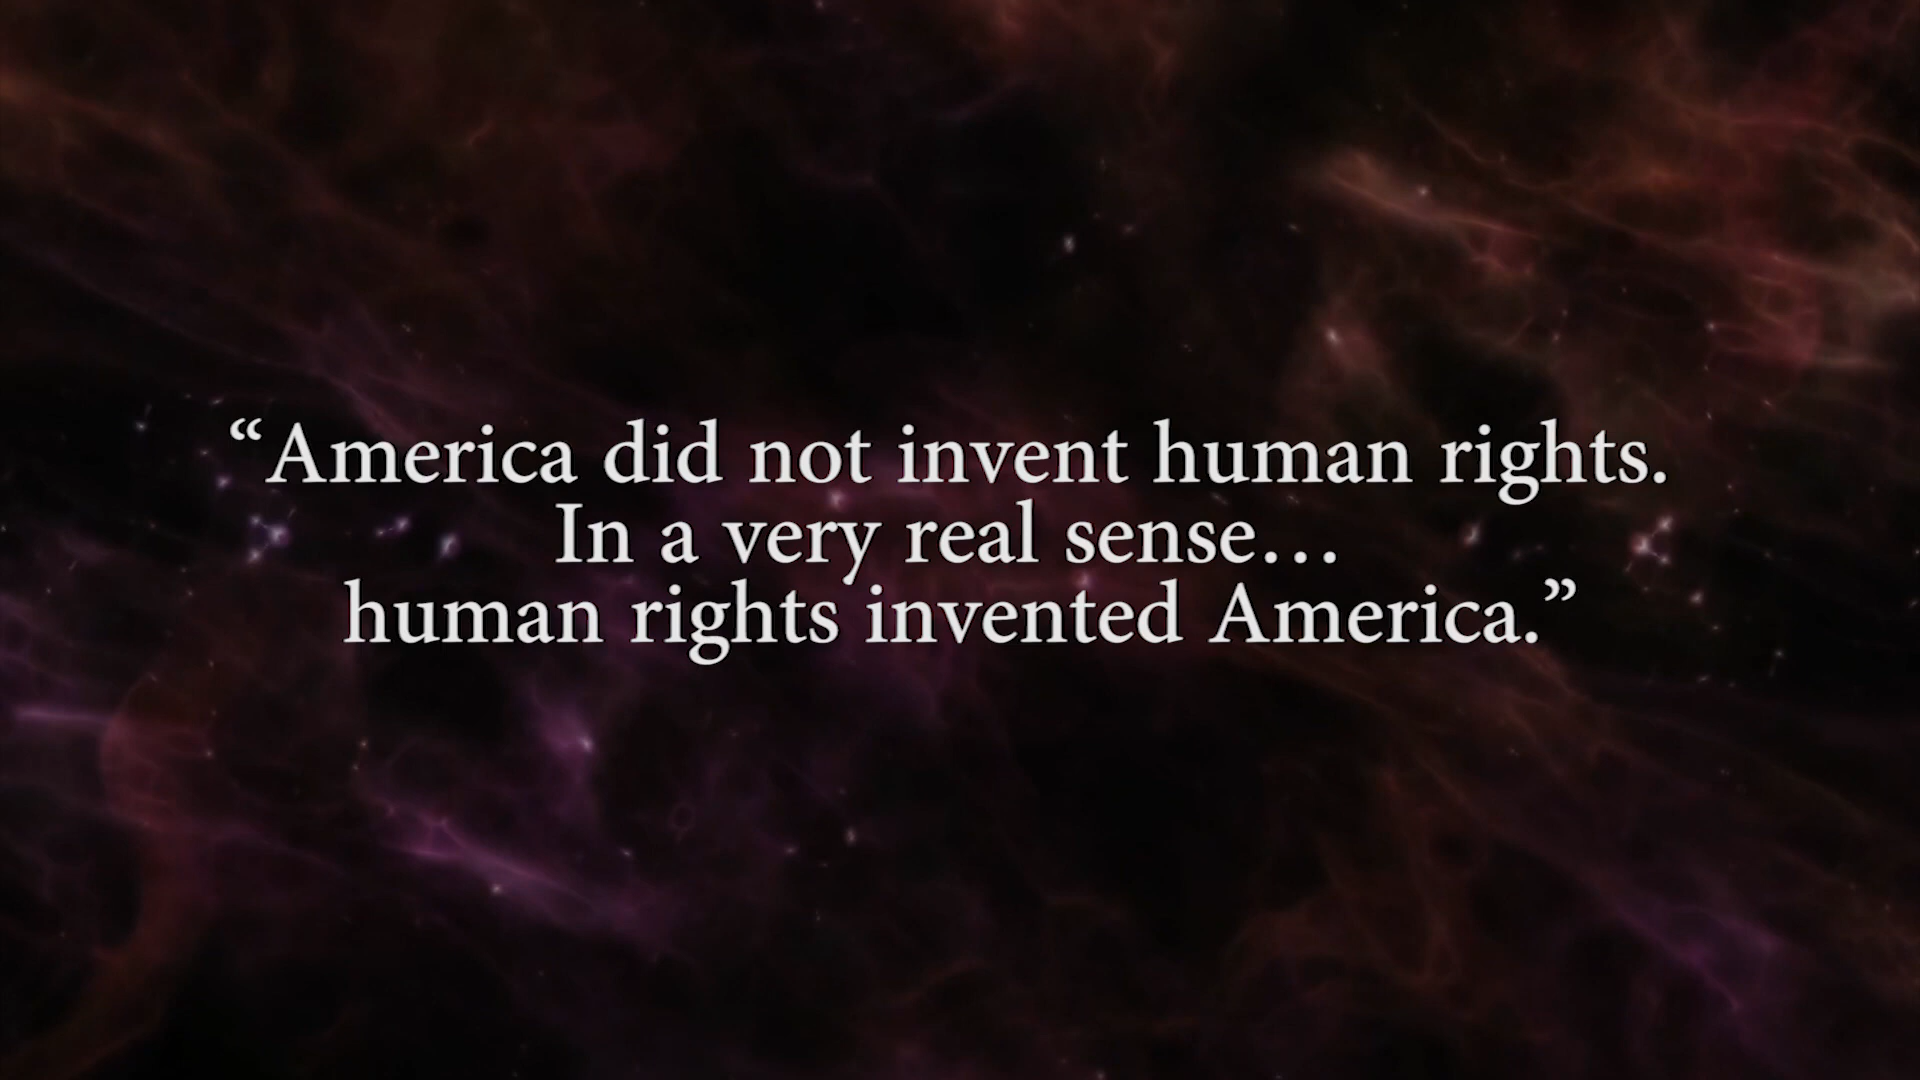 “America did not invent human rights.
In a very real sense…
human rights invented America.”